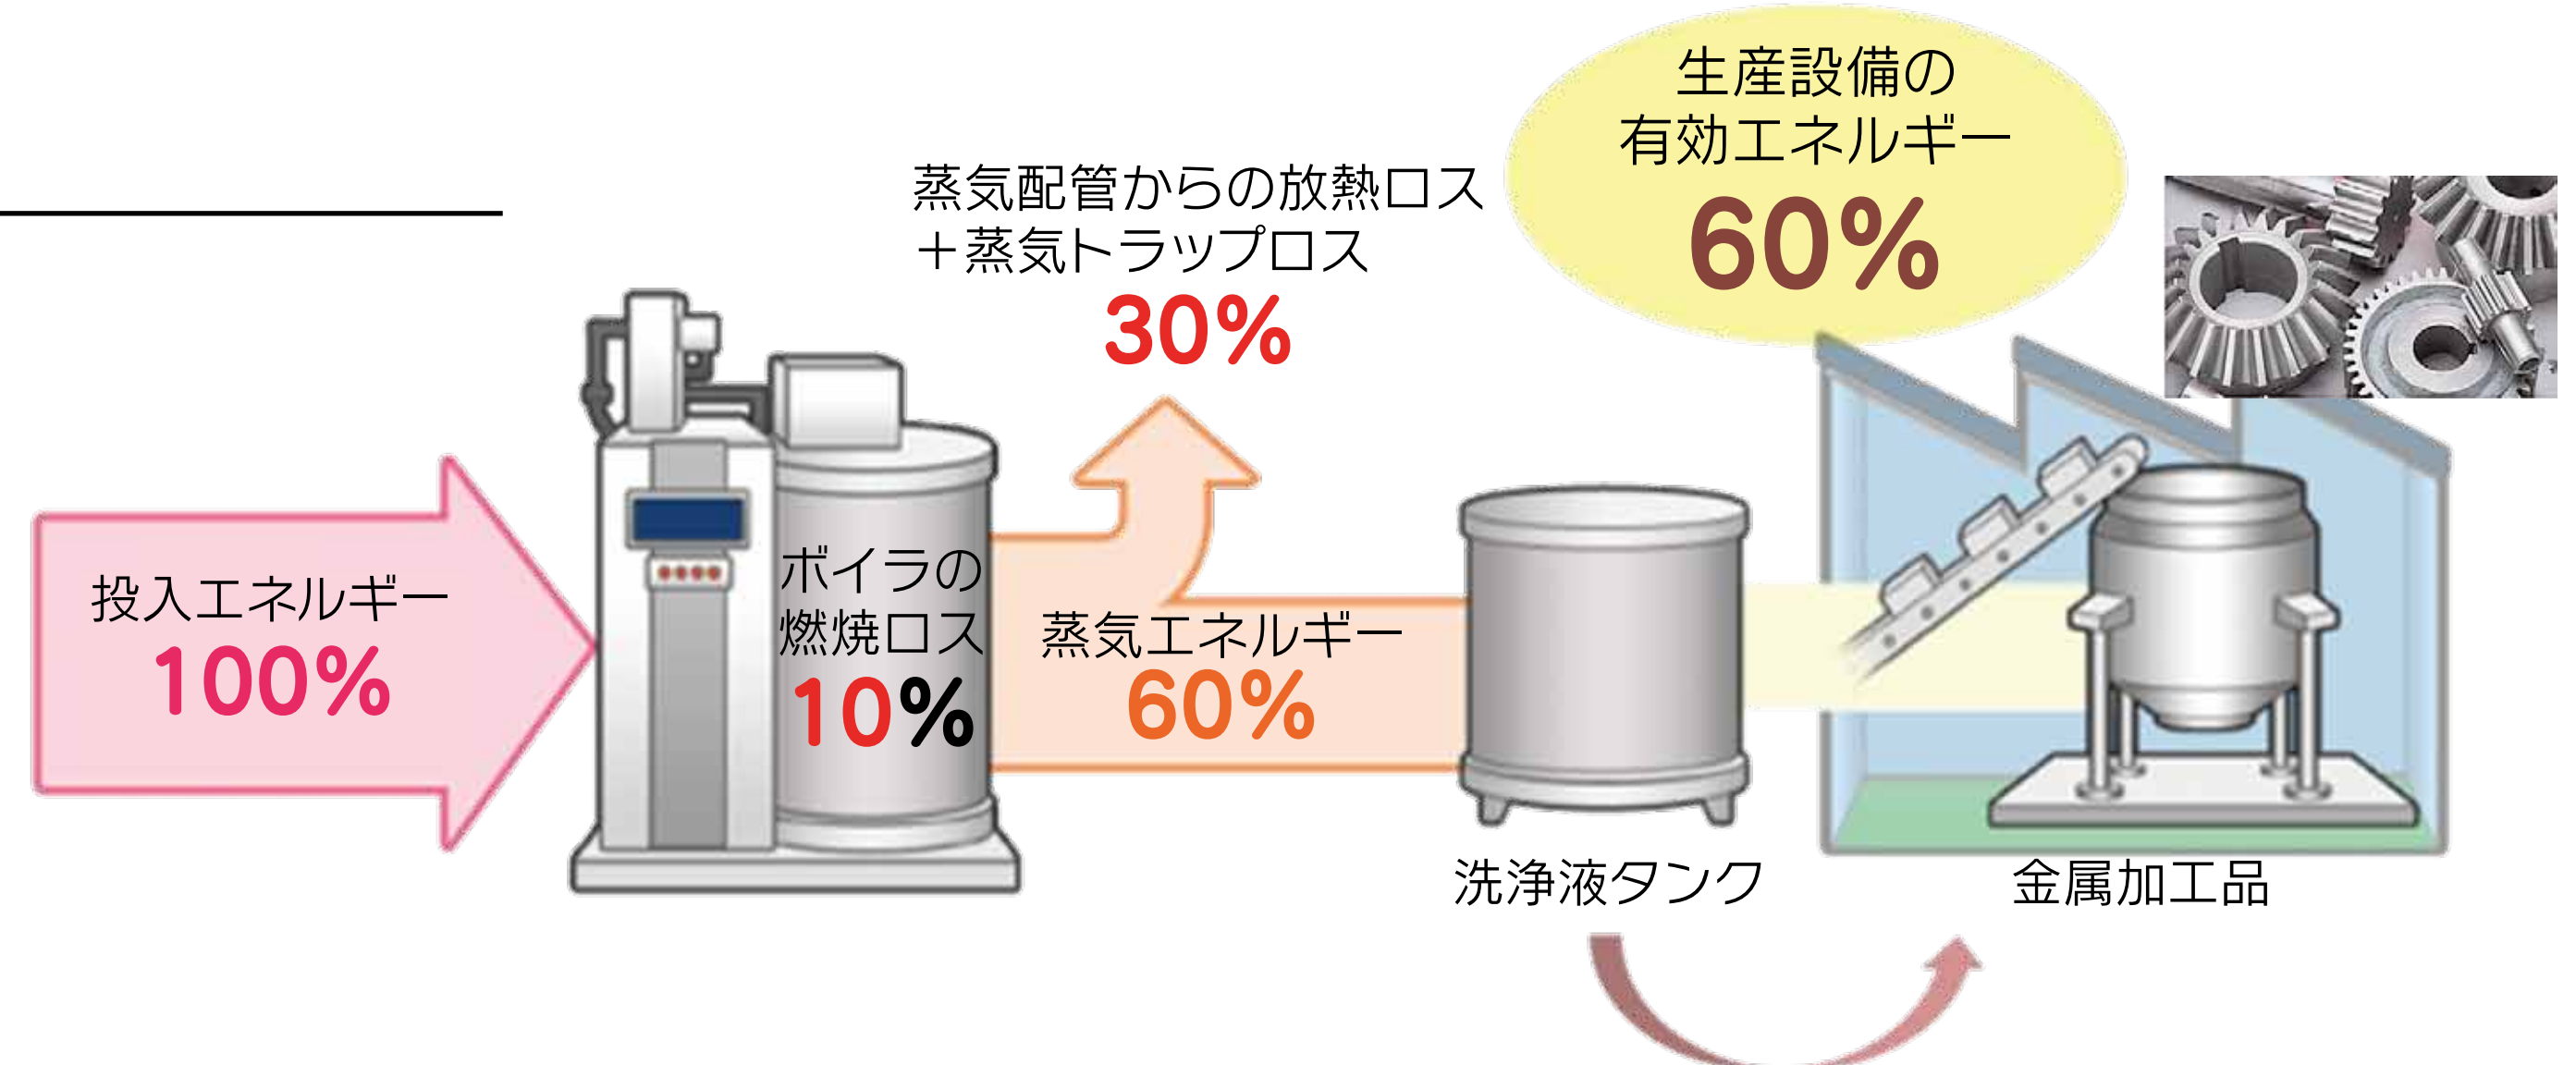 生産設備の
有効エネルギー
60%
蒸気配管からの放熱ロス
＋蒸気トラップロス
30%
投入エネルギー
100%
ボイラの
燃焼ロス
10%
蒸気エネルギー
60%
洗浄液タンク
金属加工品